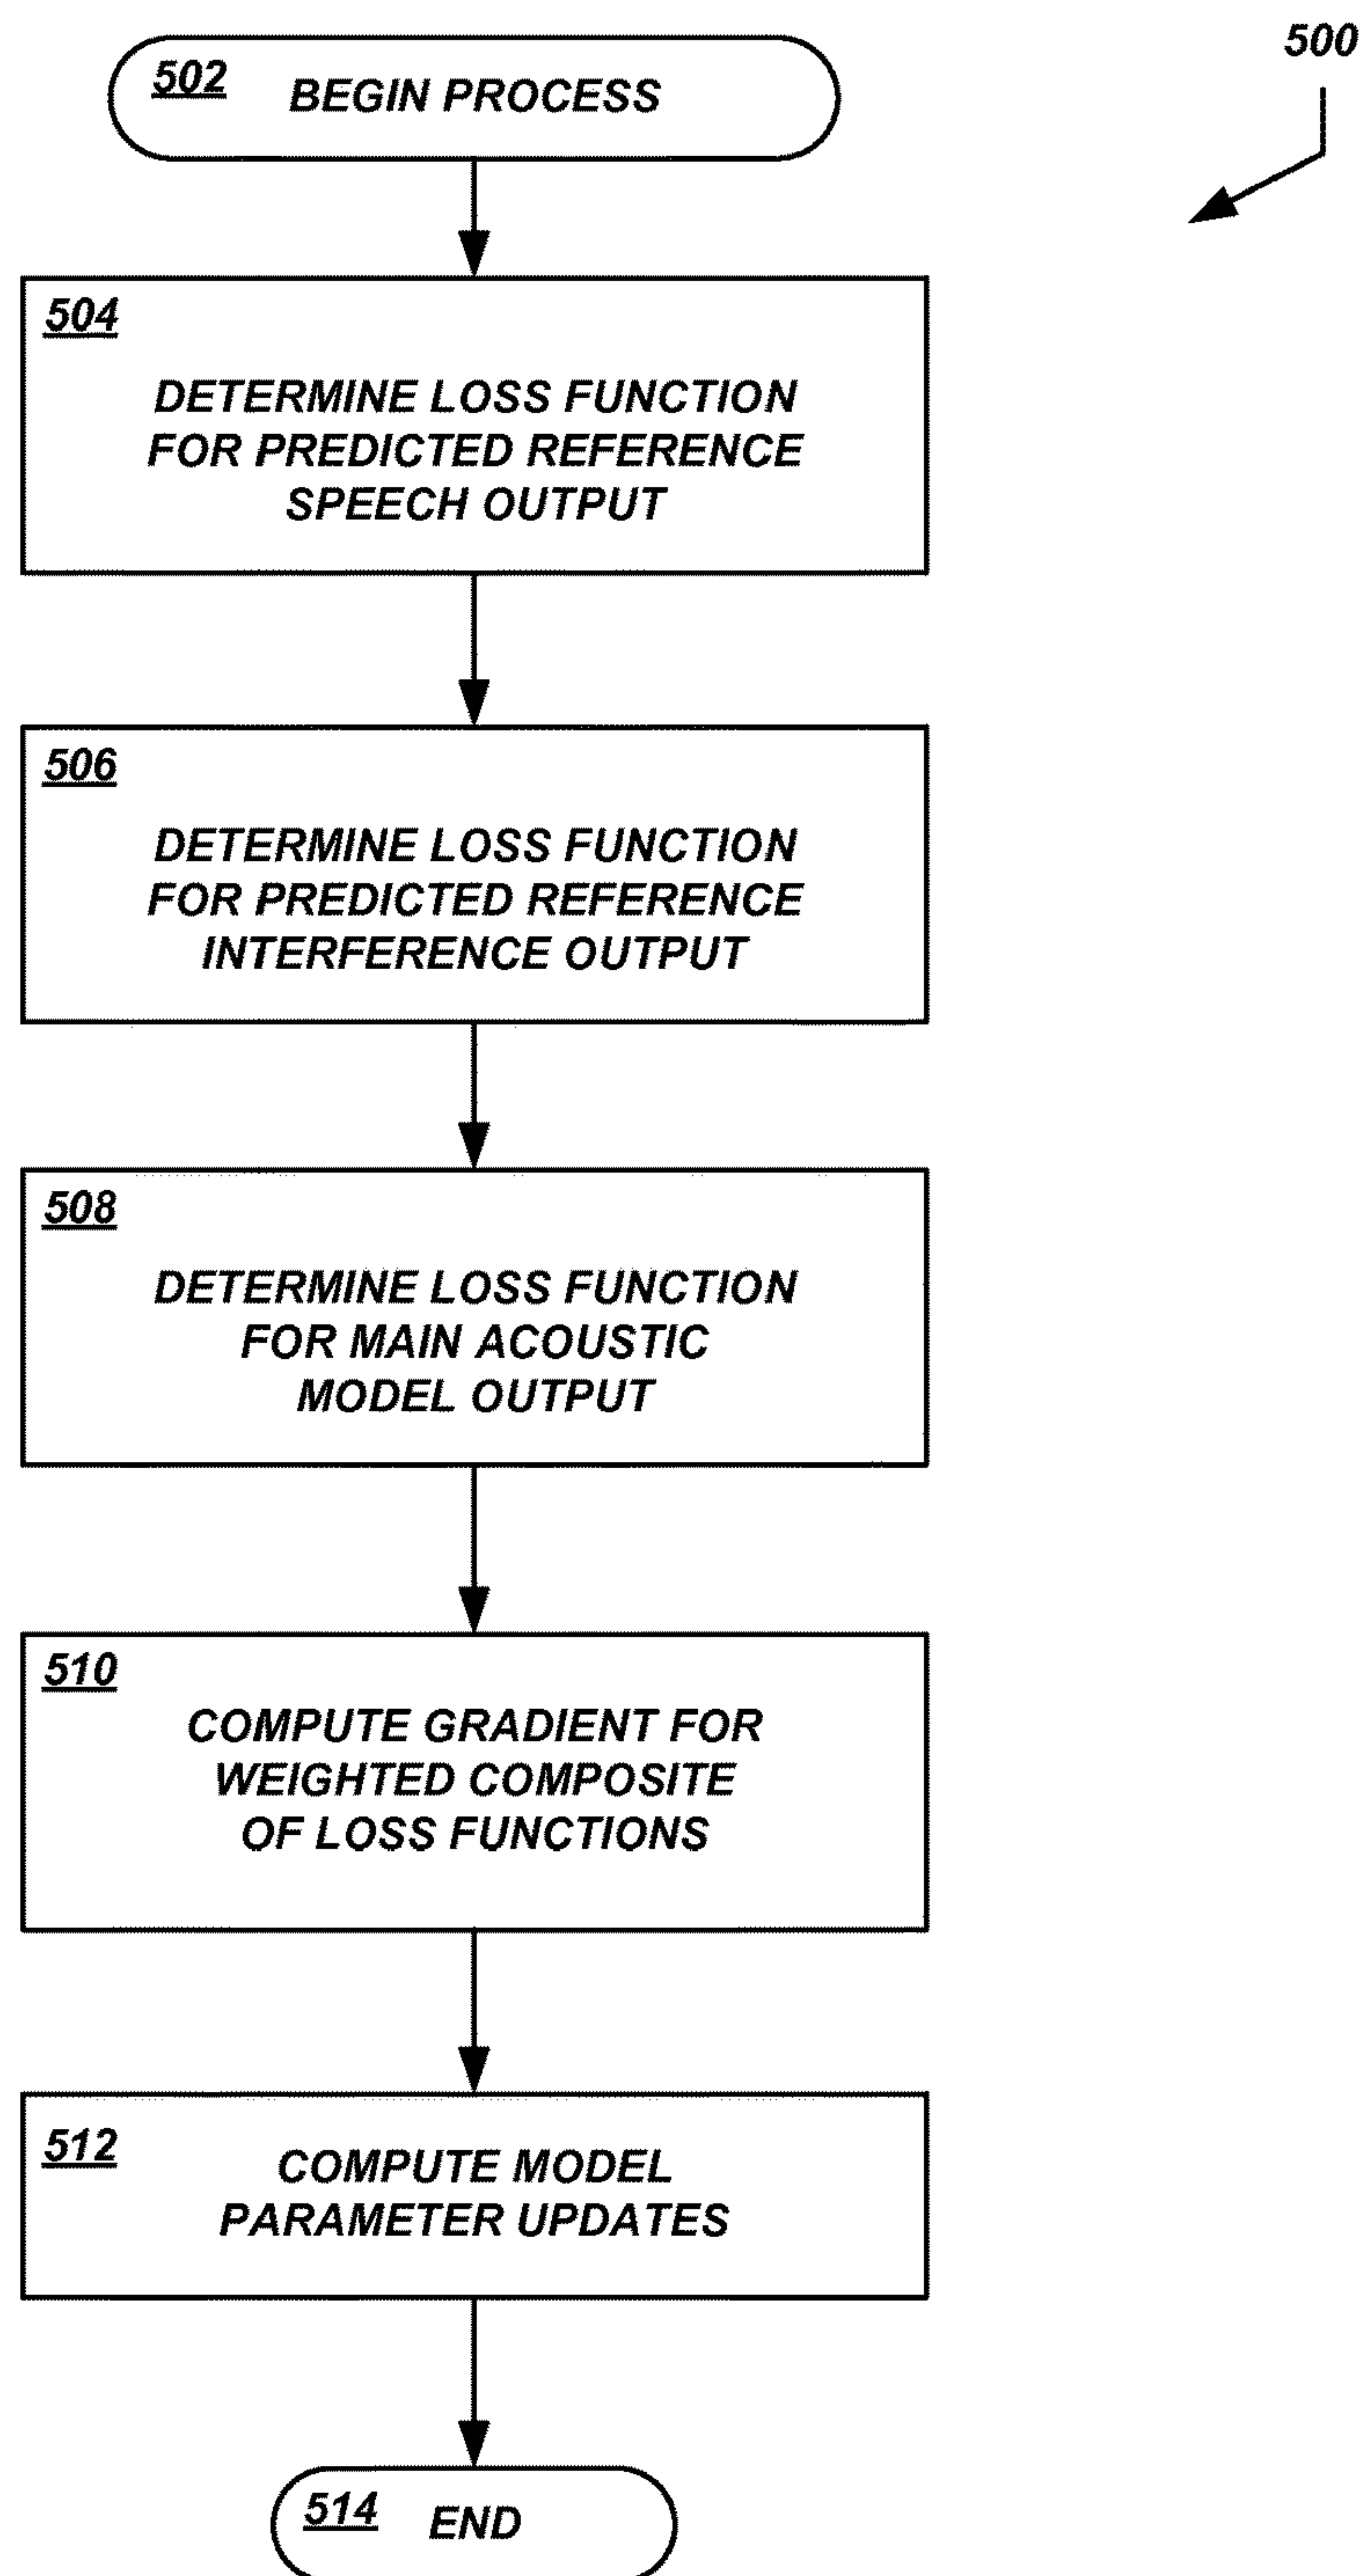 500
502 BEGIN PROCESS
504
DETERMINE LOSS FUNCTION
FOR PREDICTED REFERENCE
SPEECH OUTPUT
506
DETERMINE LOSS FUNCTION
FOR PREDICTED REFERENCE
INTERFERENCE OUTPUT
508
DETERMINE LOSS FUNCTION
FOR MAIN ACOUSTIC
MODEL OUTPUT
510
COMPUTE GRADIENT FOR
WEIGHTED COMPOSITE
OF LOSS FUNCTIONS
512
COMPUTE MODEL
PARAMETER UPDATES
514 END